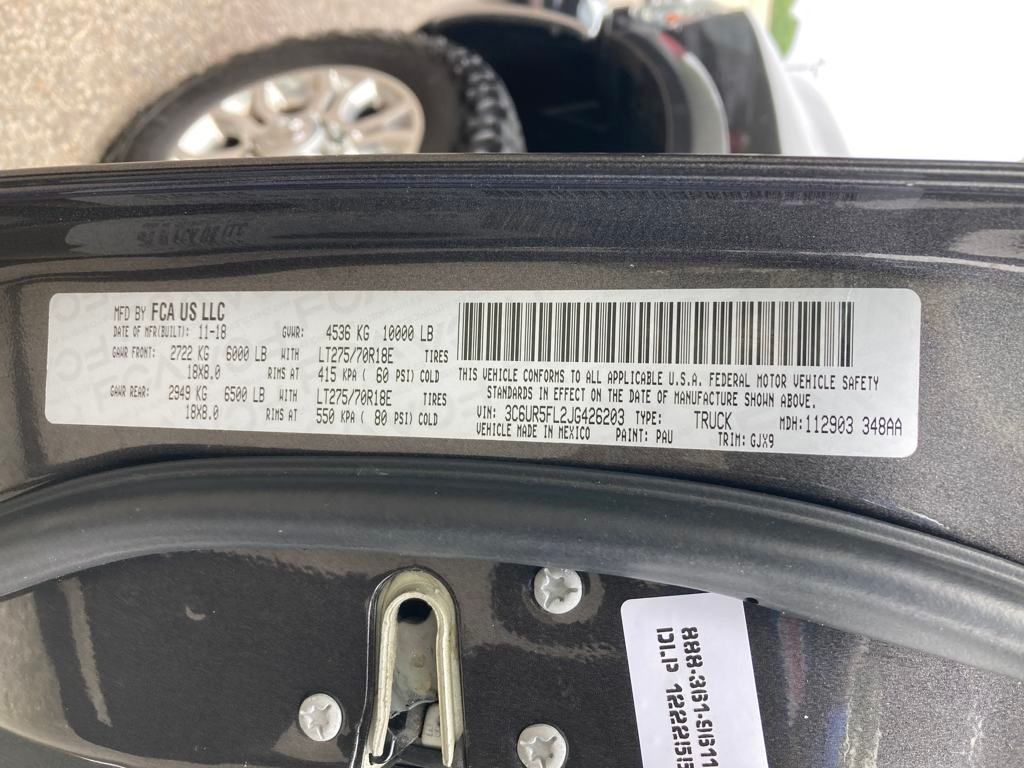 MFD BY FCA US LLC
DATE OF MFR(BUILT): 11-18 GVWR: 4536 KG 10000 LB
GAWR FRONT: 2722 KG 6000 LB WITH LT275/70R18E TIRES
18X8.0 RIMS AT 415 KPA ( 60 PSI) COLD
GAWR REAR: 2949 KG 6500 LB WITH LT275/70R18E TIRES
18X8.0 RIMS AT 550 KPA ( 80 PSI) COLD
THIS VEHICLE CONFORMS TO ALL APPLICABLE U.S.A. FEDERAL MOTOR VEHICLE SAFETY
STANDARDS IN EFFECT ON THE DATE OF MANUFACTURE SHOWN ABOVE.
VIN: 3C6UR5FL2JG426203 TYPE: TRUCK MDH: 112903 348AA
VEHICLE MADE IN MEXICO PAINT: PAU TRIM: GJX9